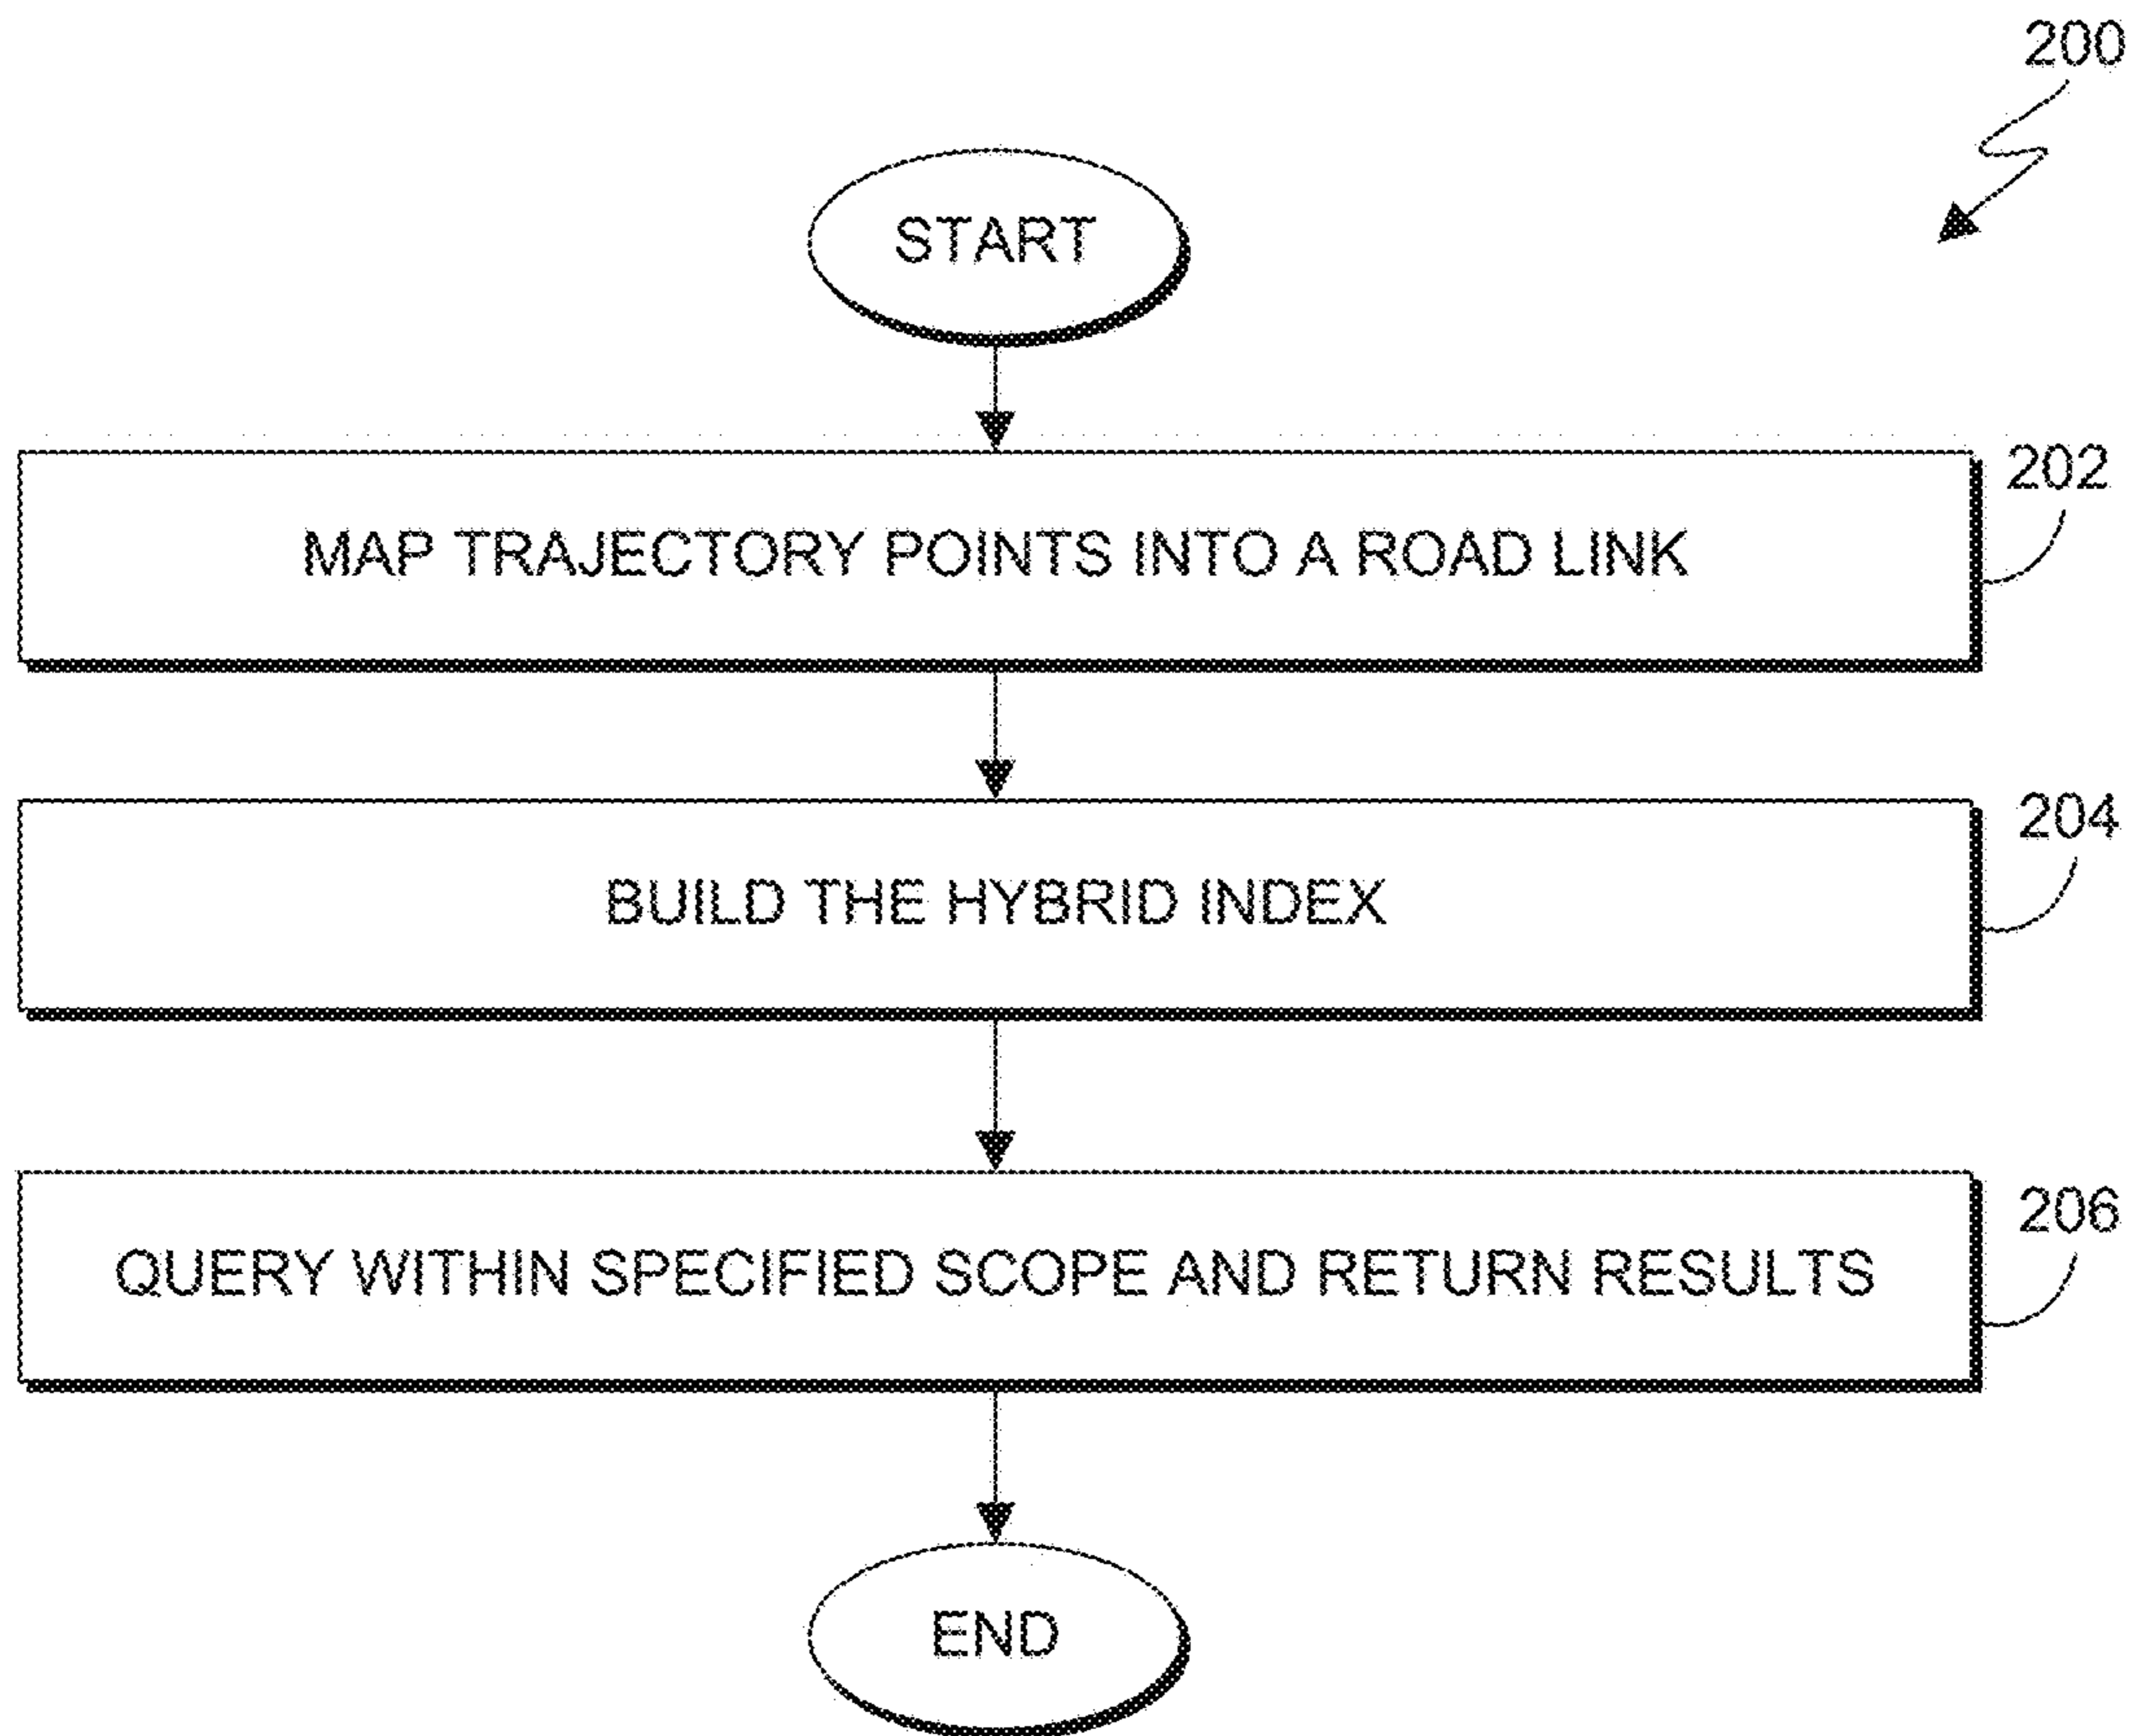 200
START
202
MAP TRAJECTORY POINTS INTO A ROAD LINK
204
BUILD THE HYBRID INDEX
206
QUERY WITHIN SPECIFIED SCOPE AND RETURN RESULTS
END